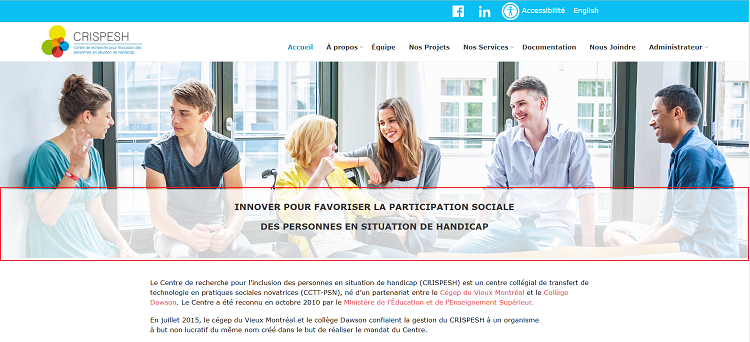 Accessibilité English
CRISPESH
Centre de recherche pour l'inclusion des
personnes en situation de handicap
Accueil À propos Équipe Nos Projets Nos Services Documentation Nous Joindre Administrateur
INNOVER POUR FAVORISER LA PARTICIPATION SOCIALE
DES PERSONNES EN SITUATION DE HANDICAP
Le Centre de recherche pour l'inclusion des personnes en situation de handicap (CRISPESH) est un centre collégial de transfert de
technologie en pratiques sociales novatrices (CCTT-PSN), né d'un partenariat entre le Cégep du Vieux Montréal et le Collège
Dawson. Le Centre a été reconnu en octobre 2010 par le Ministère de l'Éducation et de l'Enseignement Supérieur.
En juillet 2015, le cégep du Vieux Montréal et le collège Dawson confiaient la gestion du CRISPESH à un organisme
à but non lucratif du même nom créé dans le but de réaliser le mandat du Centre.